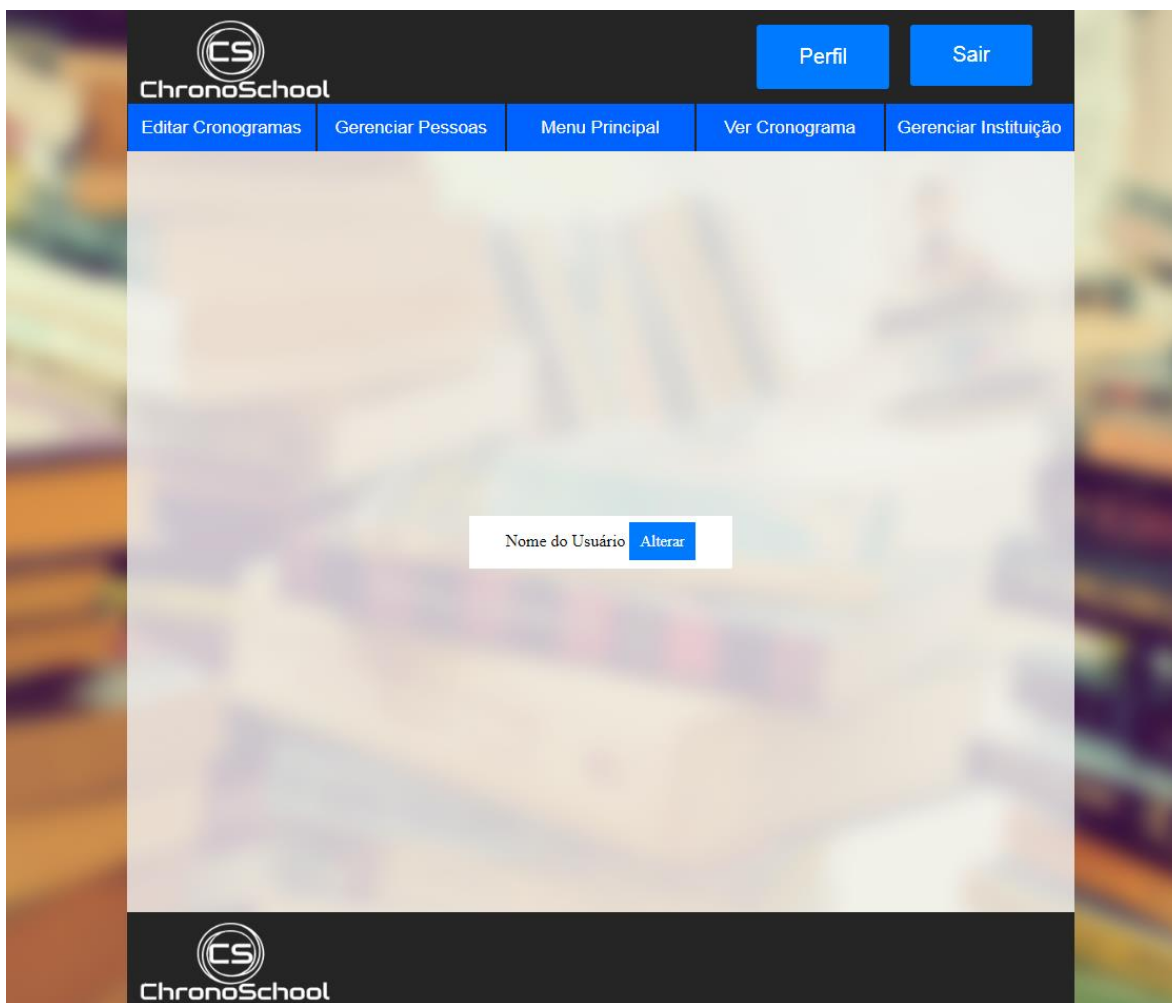 CS
ChronoSchool
Perfil
Sair
Editar Cronogramas
Gerenciar Pessoas
Menu Principal
Ver Cronograma
Gerenciar Instituição
Nome do Usuário Alterar
CS
ChronoSchool